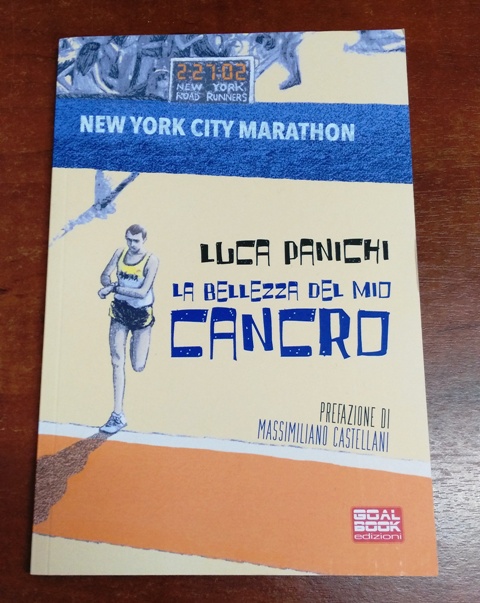 2:27:02
NEW YORK
ROAD RUNNERS
NEW YORK CITY MARATHON
LUCA PANICHI
LA BELLEZZA DEL MIO
CANCRO
PREFAZIONE DI
MASSIMILIANO CASTELLANI
GOAL
BOOK
edizioni